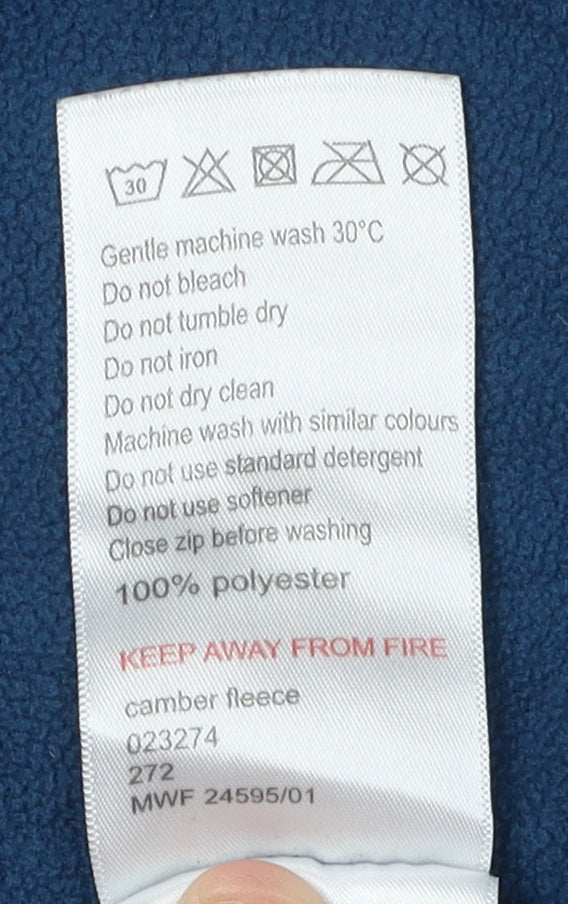 30
Gentle machine wash 30°C
Do not bleach
Do not tumble dry
Do not iron
Do not dry clean
Machine wash with similar colours
Do not use standard detergent
Do not use softener
Close zip before washing
100% polyester
KEEP AWAY FROM FIRE
camber fleece
023274
272
MWF 24595/01